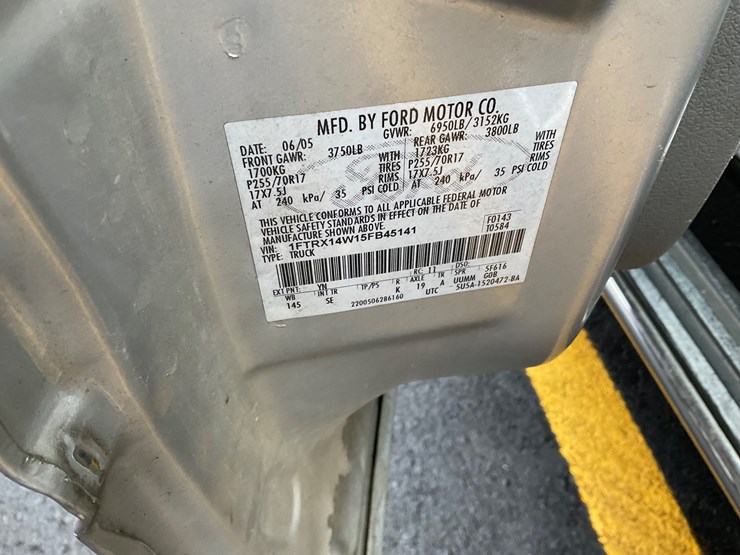 05
MFD. BY FORD MOTOR CO.
DATE: 06/05 GVWR: 6950LB/3152KG
FRONT GAWR: 3750LB REAR GAWR: 3800LB
1700KG WITH 1723KG WITH
P255/70R17 TIRES P255/70R17 TIRES
17X7.5J RIMS 17X7.5J RIMS
AT 240 kPa/ 35 PSI COLD AT 240 kPa/ 35 PSI COLD
THIS VEHICLE CONFORMS TO ALL APPLICABLE FEDERAL MOTOR
VEHICLE SAFETY STANDARDS IN EFFECT ON THE DATE OF
MANUFACTURE SHOWN ABOVE. F0143
VIN: 1FTRX14W15FB45141 T0584
TYPE: TRUCK
EXT PNT: YN RC: 11 DSO: 5F616
WB INT TR TP/PS R AXLE TR SPR
145 SE K 19 A UUMM GDB
2200506286160 UTC 5U5A-1520472-BA